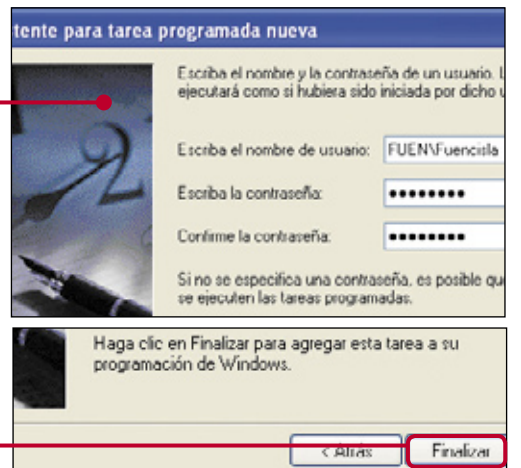 tente para tarea programada nueva
Escriba el nombre y la contraseña de un usuario. L
ejecutará como si hubiera sido iniciada por dicho u
2
Escriba el nombre de usuario: FUEN\Fuencisla
Escriba la contraseña: ••••••••
Confirme la contraseña: ••••••••
Si no se especifica una contraseña, es posible que
se ejecuten las tareas programadas.
Haga clic en Finalizar para agregar esta tarea a su
programación de Windows.
< Atrás Finalizar